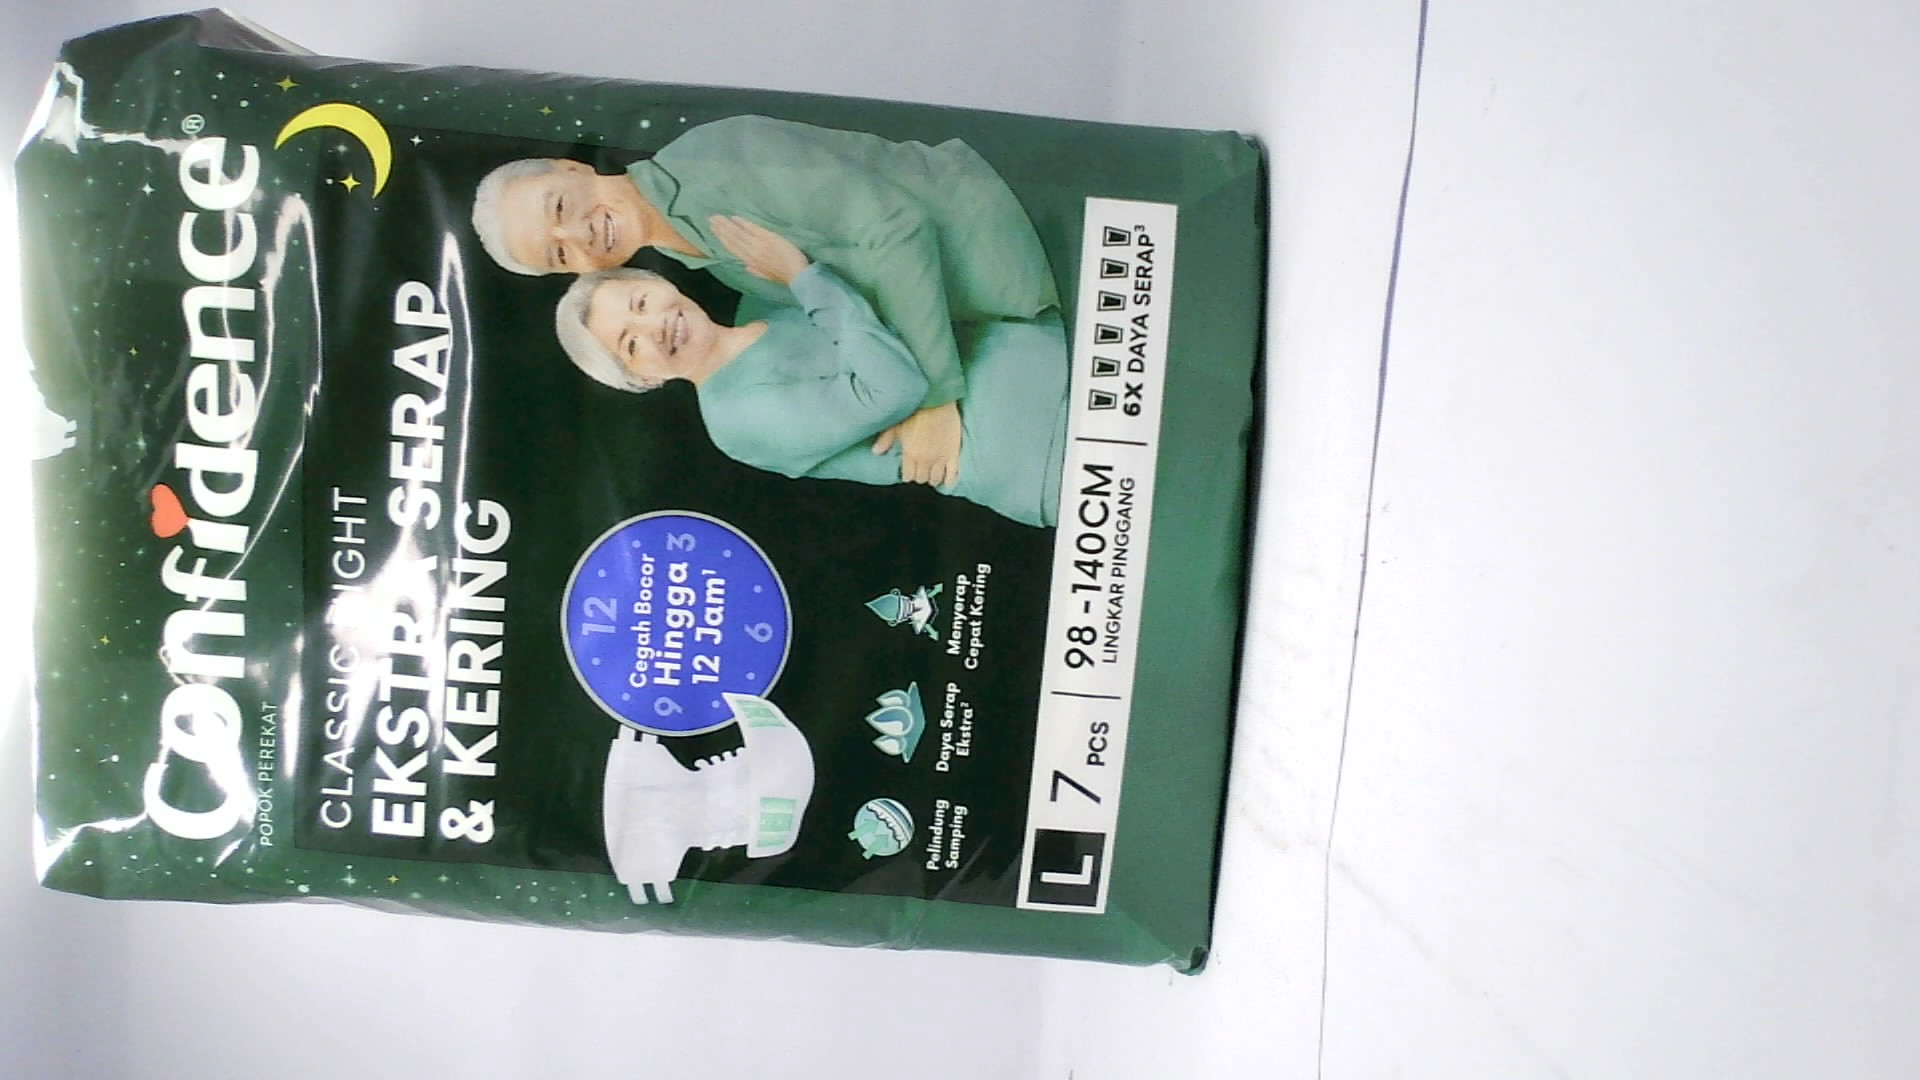 Confidence®
POPOK PEREKAT
CLASSIC NIGHT
EKSTRA SERAP
& KERING
12
Cegah Bocor
9 Hingga 3
12 Jam¹
6
Pelindung
Samping
Daya Serap
Ekstra²
Menyerap
Cepat Kering
L 7 PCS
98 -140CM
LINGKAR PINGGANG
6X DAYA SERAP³